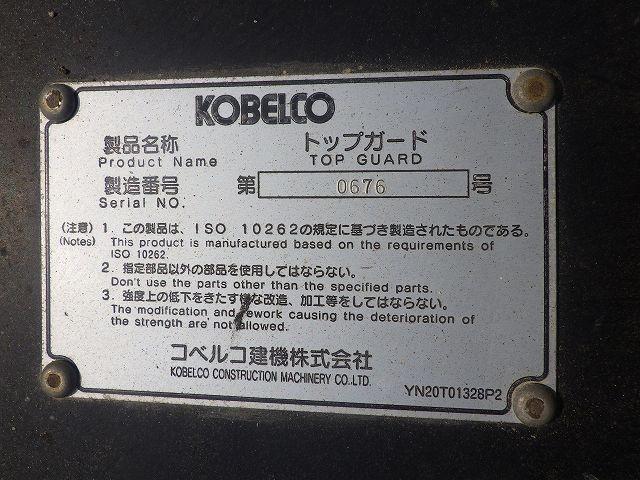 KOBELCO
製品名称 トップガード
Product Name TOP GUARD
製造番号 第 0676 号
Serial NO.
(注意) 1. この製品は、ISO 10262の規定に基づき製造されたものである。
(Notes) This product is manufactured based on the requirements of
ISO 10262.
2. 指定部品以外の部品を使用してはならない。
Don't use the parts other than the specified parts.
3. 強度上の低下をきたす様な改造、加工等をしてはならない。
The modification and rework causing the deterioration of
the strength are not allowed.
コベルコ建機株式会社
KOBELCO CONSTRUCTION MACHINERY CO.LTD.
YN20T01328P2